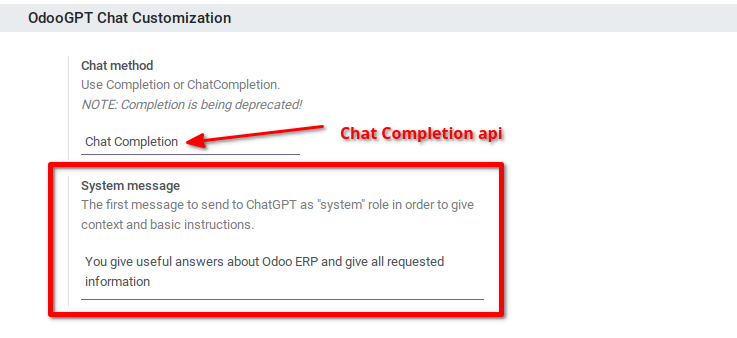 OdooGPT Chat Customization
Chat method
Use Completion or ChatCompletion.
NOTE: Completion is being deprecated!
Chat Completion
Chat Completion api
System message
The first message to send to ChatGPT as "system" role in order to give
context and basic instructions.
You give useful answers about Odoo ERP and give all requested
information